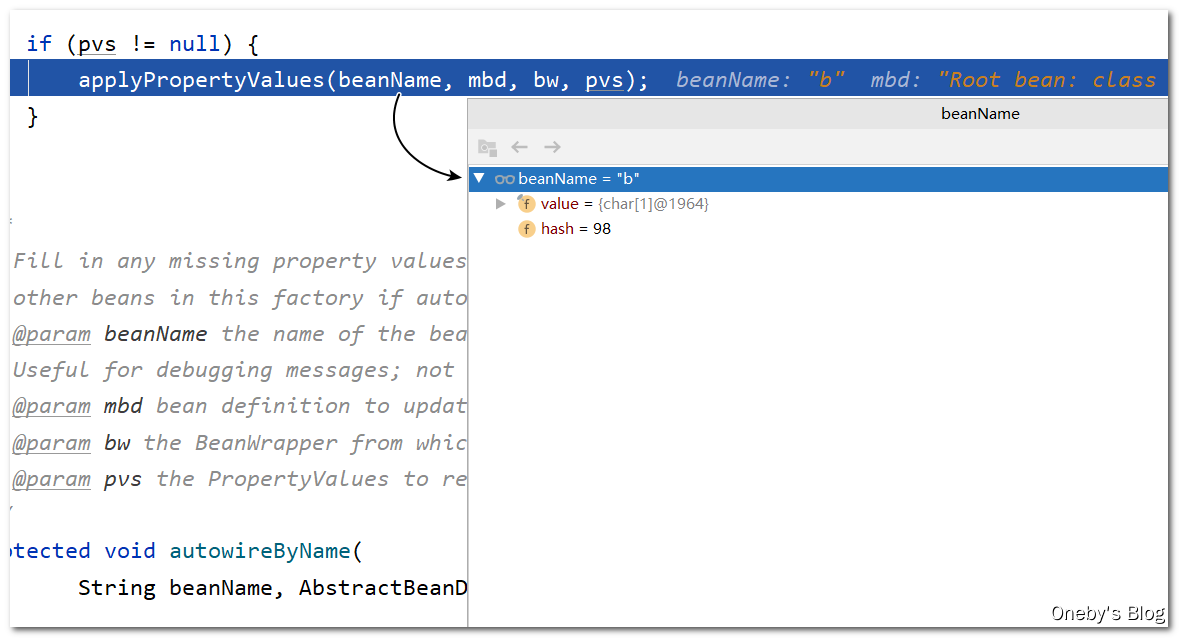 if (pvs != null) {
applyPropertyValues(beanName, mbd, bw, pvs); beanName: "b" mbd: "Root bean: class
}
beanName
beanName = "b"
f value = {char[1]@1964}
f hash = 98
Fill in any missing property values
other beans in this factory if auto
@param beanName the name of the bea
Useful for debugging messages; not
@param mbd bean definition to updat
@param bw the BeanWrapper from whic
@param pvs the PropertyValues to re
otected void autowireByName(
String beanName, AbstractBeanD
Oneby's Blog